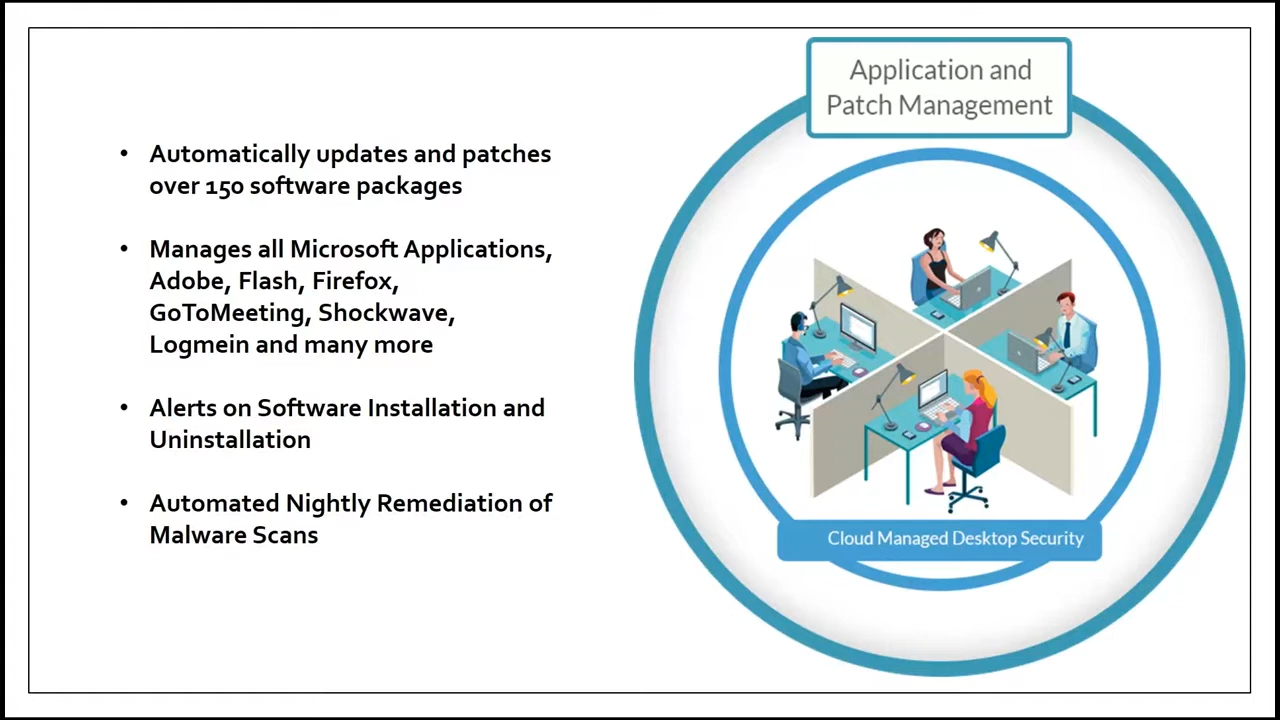 Application and
Patch Management
• Automatically updates and patches
over 150 software packages
• Manages all Microsoft Applications,
Adobe, Flash, Firefox,
GoToMeeting, Shockwave,
Logmein and many more
• Alerts on Software Installation and
Uninstallation
• Automated Nightly Remediation of
Malware Scans
Cloud Managed Desktop Security